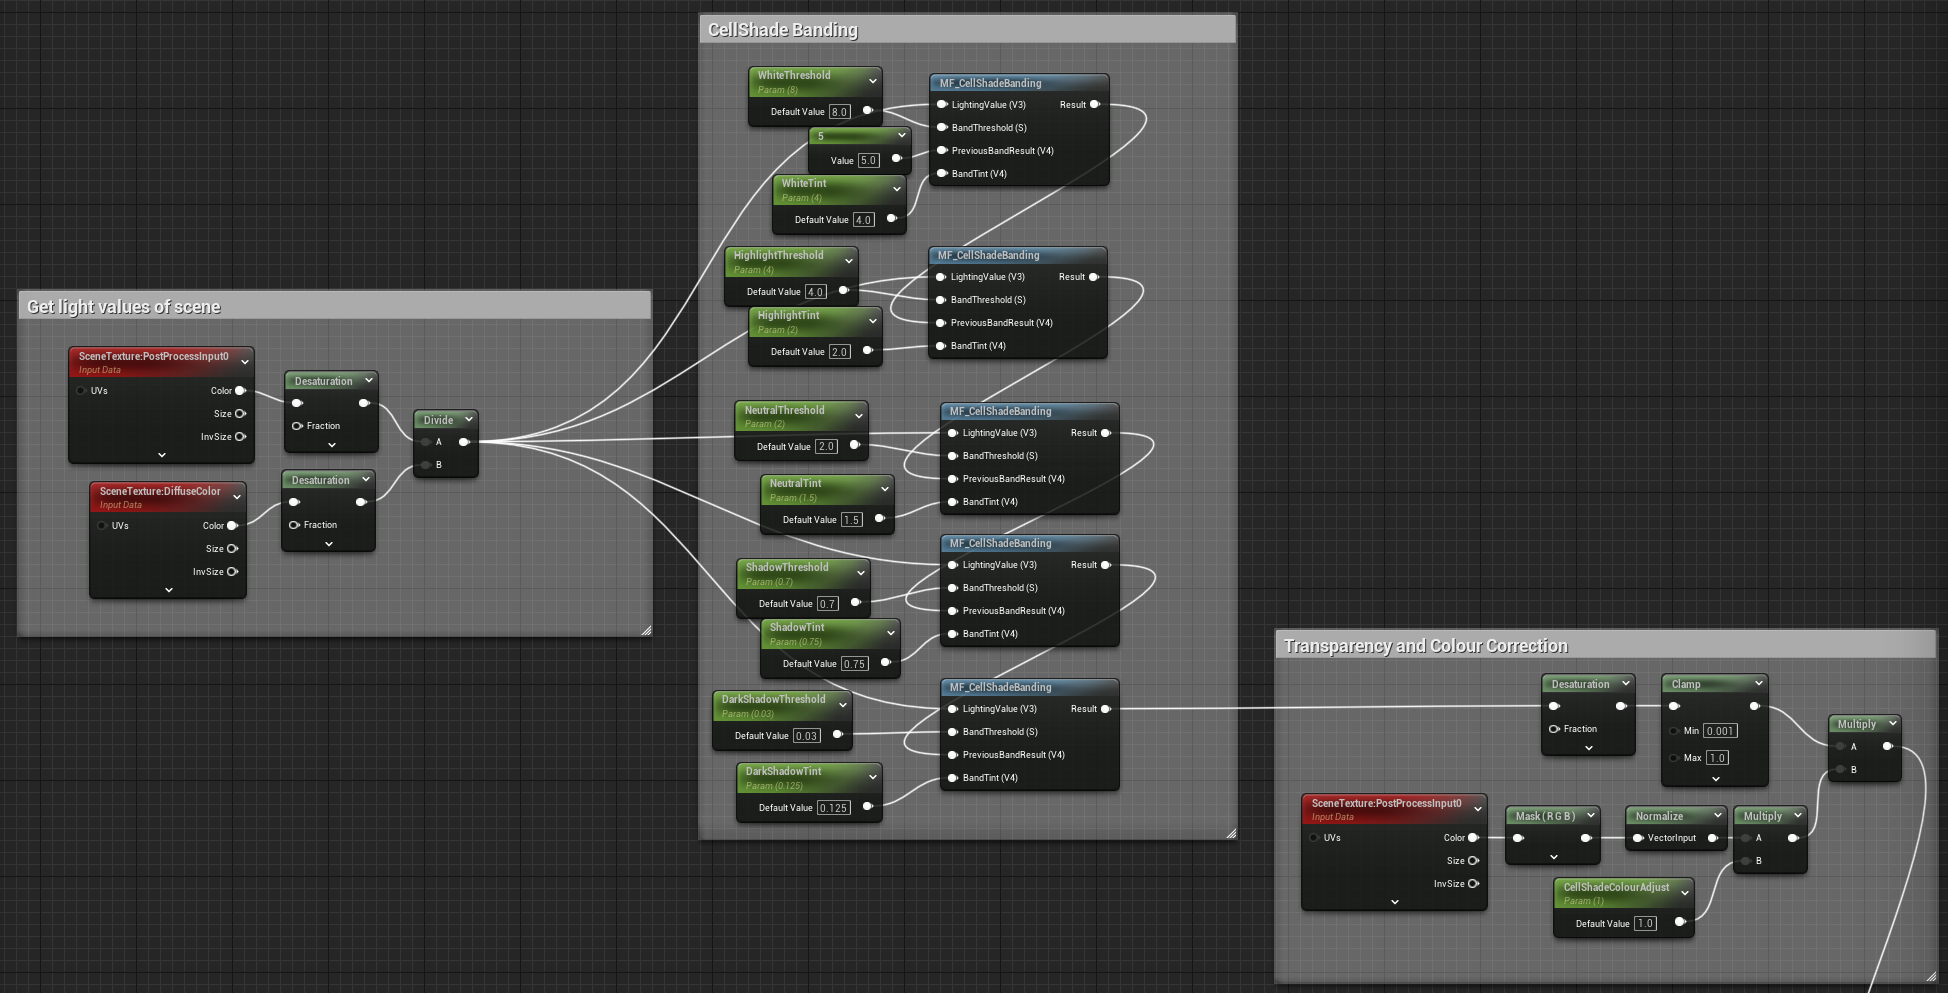 CellShade Banding
WhiteThreshold
Param (8)
Default Value 8.0
5
Value 5.0
WhiteTint
Param (4)
Default Value 4.0
MF_CellShadeBanding
LightingValue (V3) Result
BandThreshold (S)
PreviousBandResult (V4)
BandTint (V4)
HighlightThreshold
Param (4)
Default Value 4.0
HighlightTint
Param (2)
Default Value 2.0
MF_CellShadeBanding
LightingValue (V3) Result
BandThreshold (S)
PreviousBandResult (V4)
BandTint (V4)
NeutralThreshold
Param (2)
Default Value 2.0
NeutralTint
Param (1.5)
Default Value 1.5
MF_CellShadeBanding
LightingValue (V3) Result
BandThreshold (S)
PreviousBandResult (V4)
BandTint (V4)
ShadowThreshold
Param (0.7)
Default Value 0.7
ShadowTint
Param (0.75)
Default Value 0.75
MF_CellShadeBanding
LightingValue (V3) Result
BandThreshold (S)
PreviousBandResult (V4)
BandTint (V4)
DarkShadowThreshold
Param (0.03)
Default Value 0.03
DarkShadowTint
Param (0.125)
Default Value 0.125
MF_CellShadeBanding
LightingValue (V3) Result
BandThreshold (S)
PreviousBandResult (V4)
BandTint (V4)
Get light values of scene
SceneTexture:PostProcessInput0
Input Data
UVs Color
Size
InvSize
Desaturation
Fraction
SceneTexture:DiffuseColor
Input Data
UVs Color
Size
InvSize
Desaturation
Fraction
Divide
A
B
Transparency and Colour Correction
Desaturation
Fraction
Clamp
Min 0.001
Max 1.0
Multiply
A
B
SceneTexture:PostProcessInput0
Input Data
UVs Color
Size
InvSize
Mask ( R G B )
Normalize
VectorInput
Multiply
A
B
CellShadeColourAdjust
Param (1)
Default Value 1.0